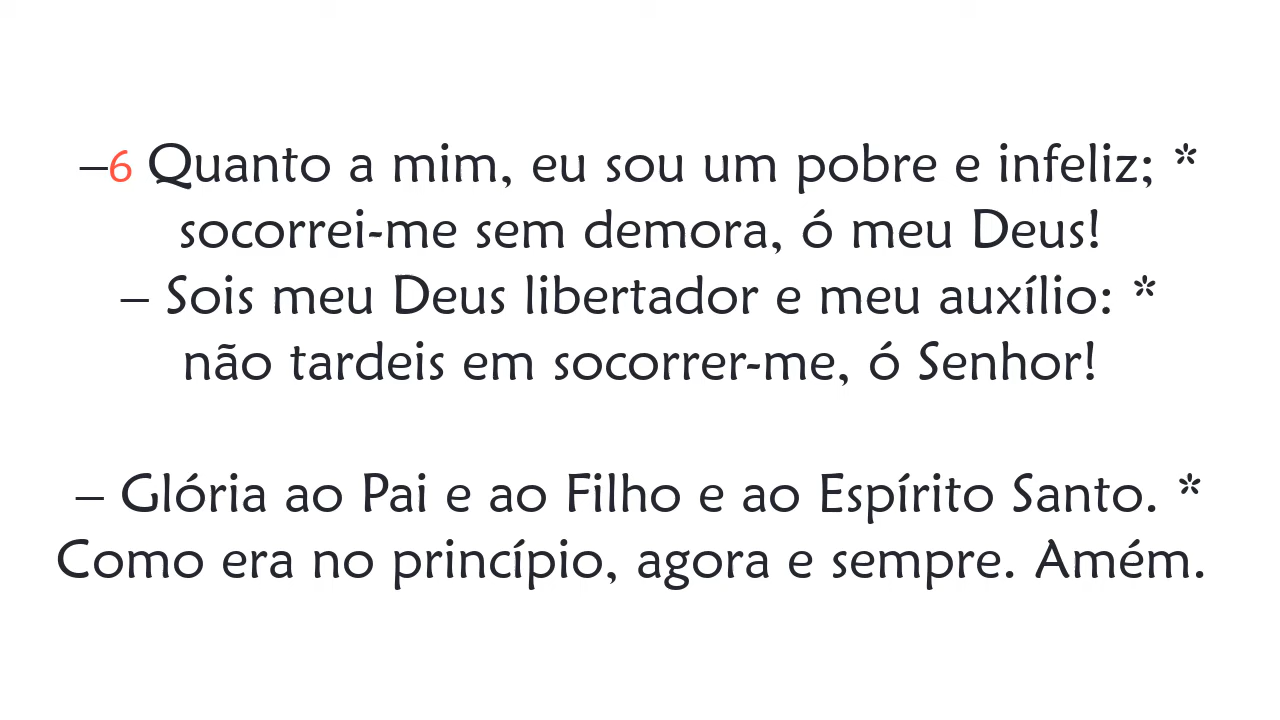 –6 Quanto a mim, eu sou um pobre e infeliz; *
socorrei-me sem demora, ó meu Deus!
– Sois meu Deus libertador e meu auxílio: *
não tardeis em socorrer-me, ó Senhor!
– Glória ao Pai e ao Filho e ao Espírito Santo. *
Como era no princípio, agora e sempre. Amém.